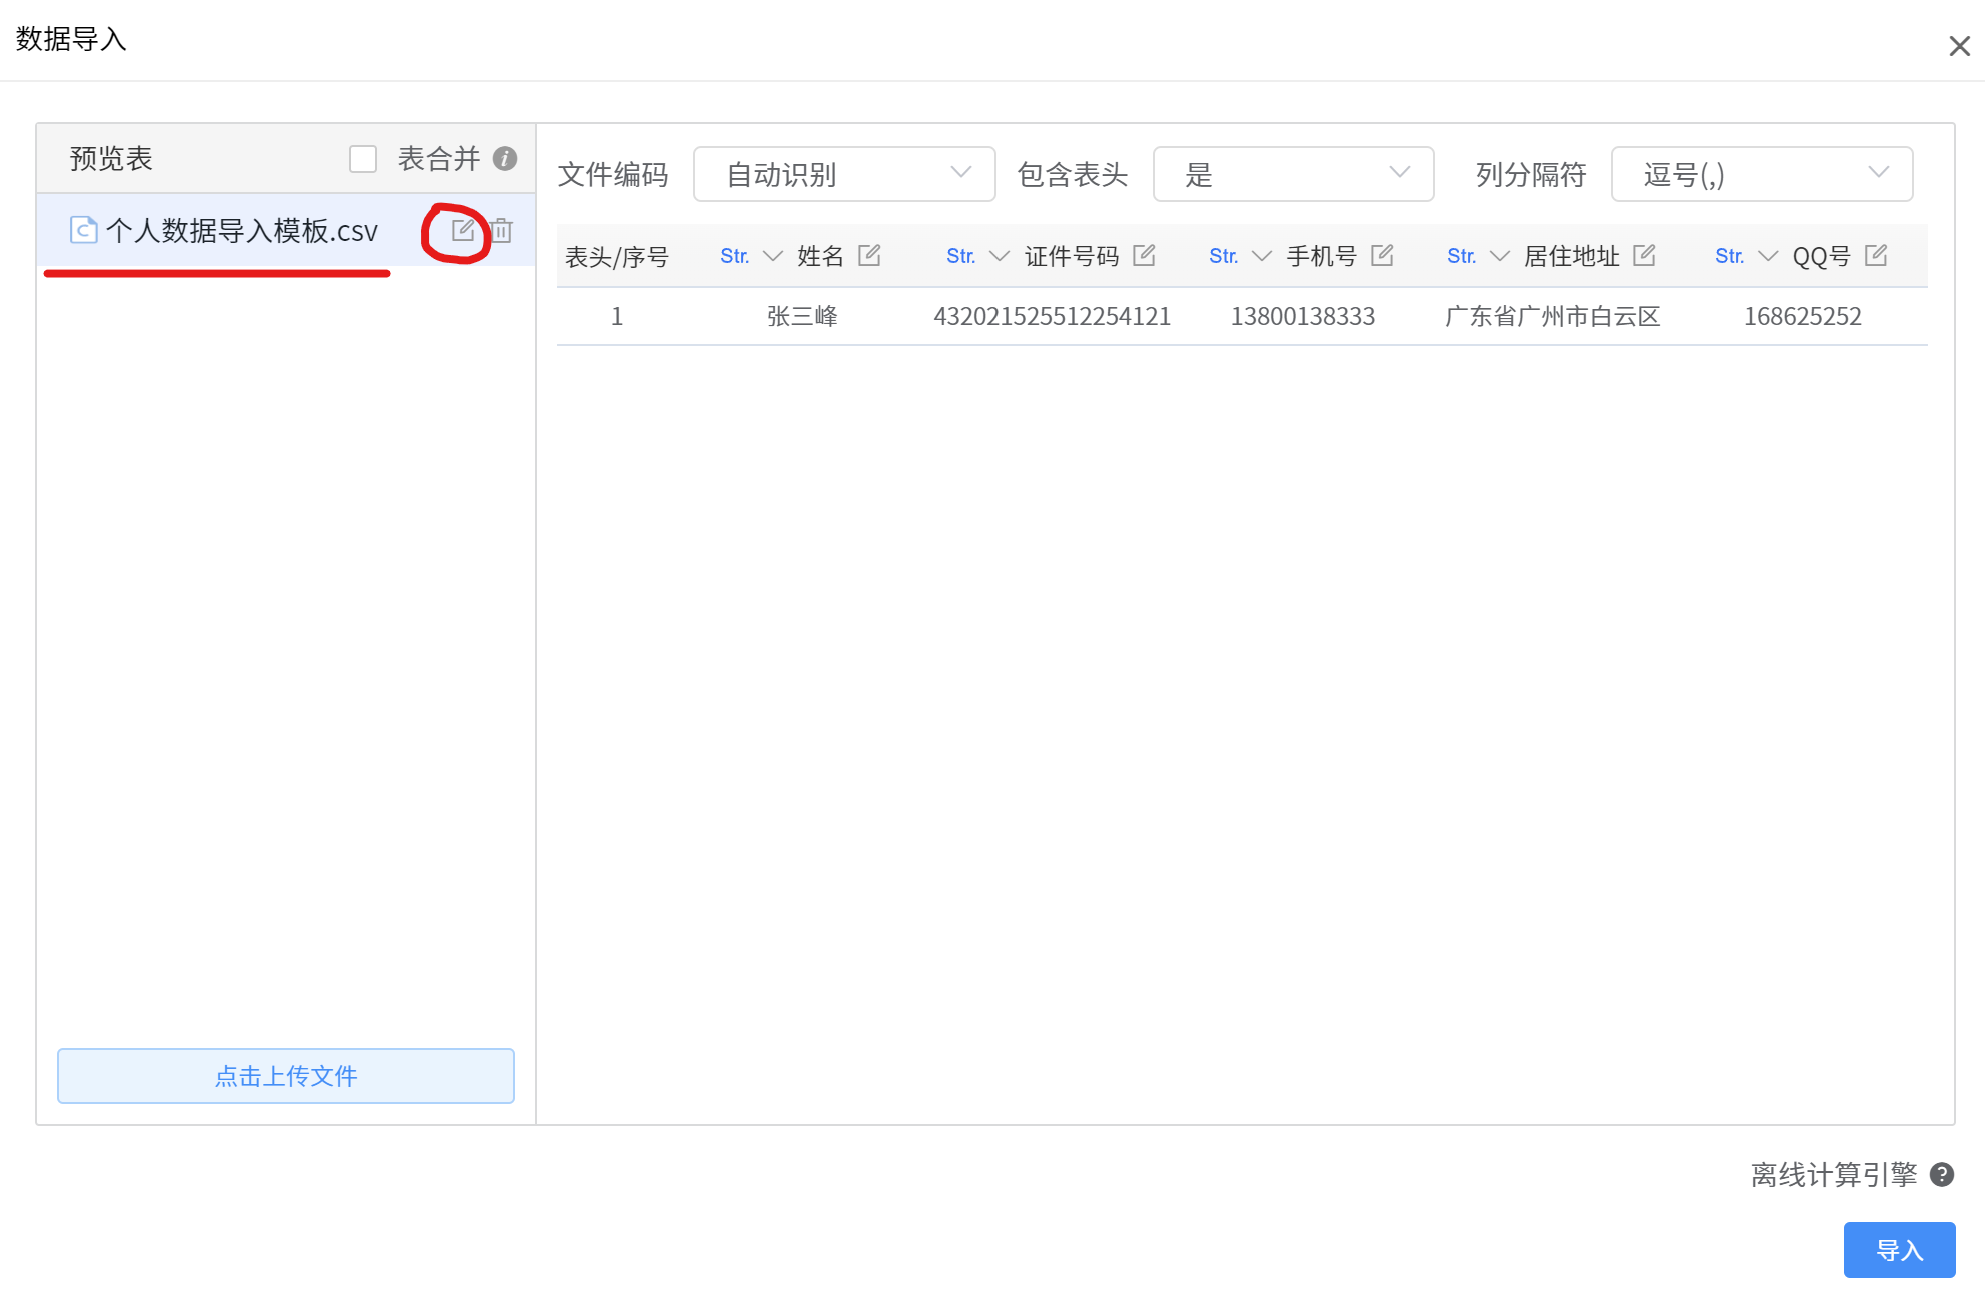 数据导入
预览表 表合并
个人数据导入模板.csv
点击上传文件
文件编码 自动识别 包含表头 是 列分隔符 逗号(,)
表头/序号 Str. 姓名 Str. 证件号码 Str. 手机号 Str. 居住地址 Str. QQ号
1 张三峰 432021525512254121 13800138333 广东省广州市白云区 168625252
离线计算引擎
导入